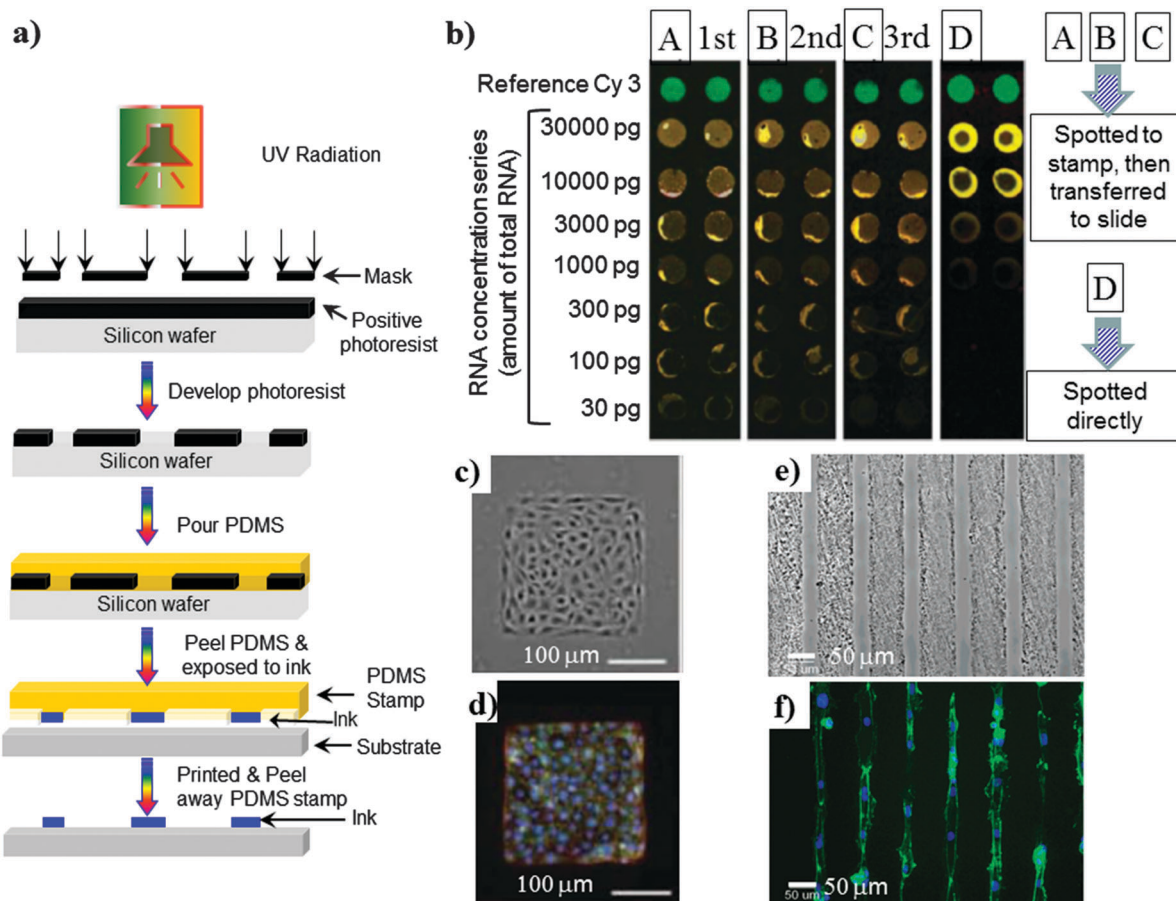 a)
UV Radiation
Mask
Positive
photoresist
Silicon wafer
Develop photoresist
Silicon wafer
Pour PDMS
Silicon wafer
Peel PDMS &
exposed to ink
PDMS
Stamp
Ink
Substrate
Printed & Peel
away PDMS stamp
Ink
b)
A 1st B 2nd C 3rd D
Reference Cy 3
RNA concentration series
(amount of total RNA)
30000 pg
10000 pg
3000 pg
1000 pg
300 pg
100 pg
30 pg
A B C
Spotted to
stamp, then
transferred
to slide
D
Spotted
directly
c)
100 μm
d)
100 μm
e)
50 μm
f)
50 μm
50 um